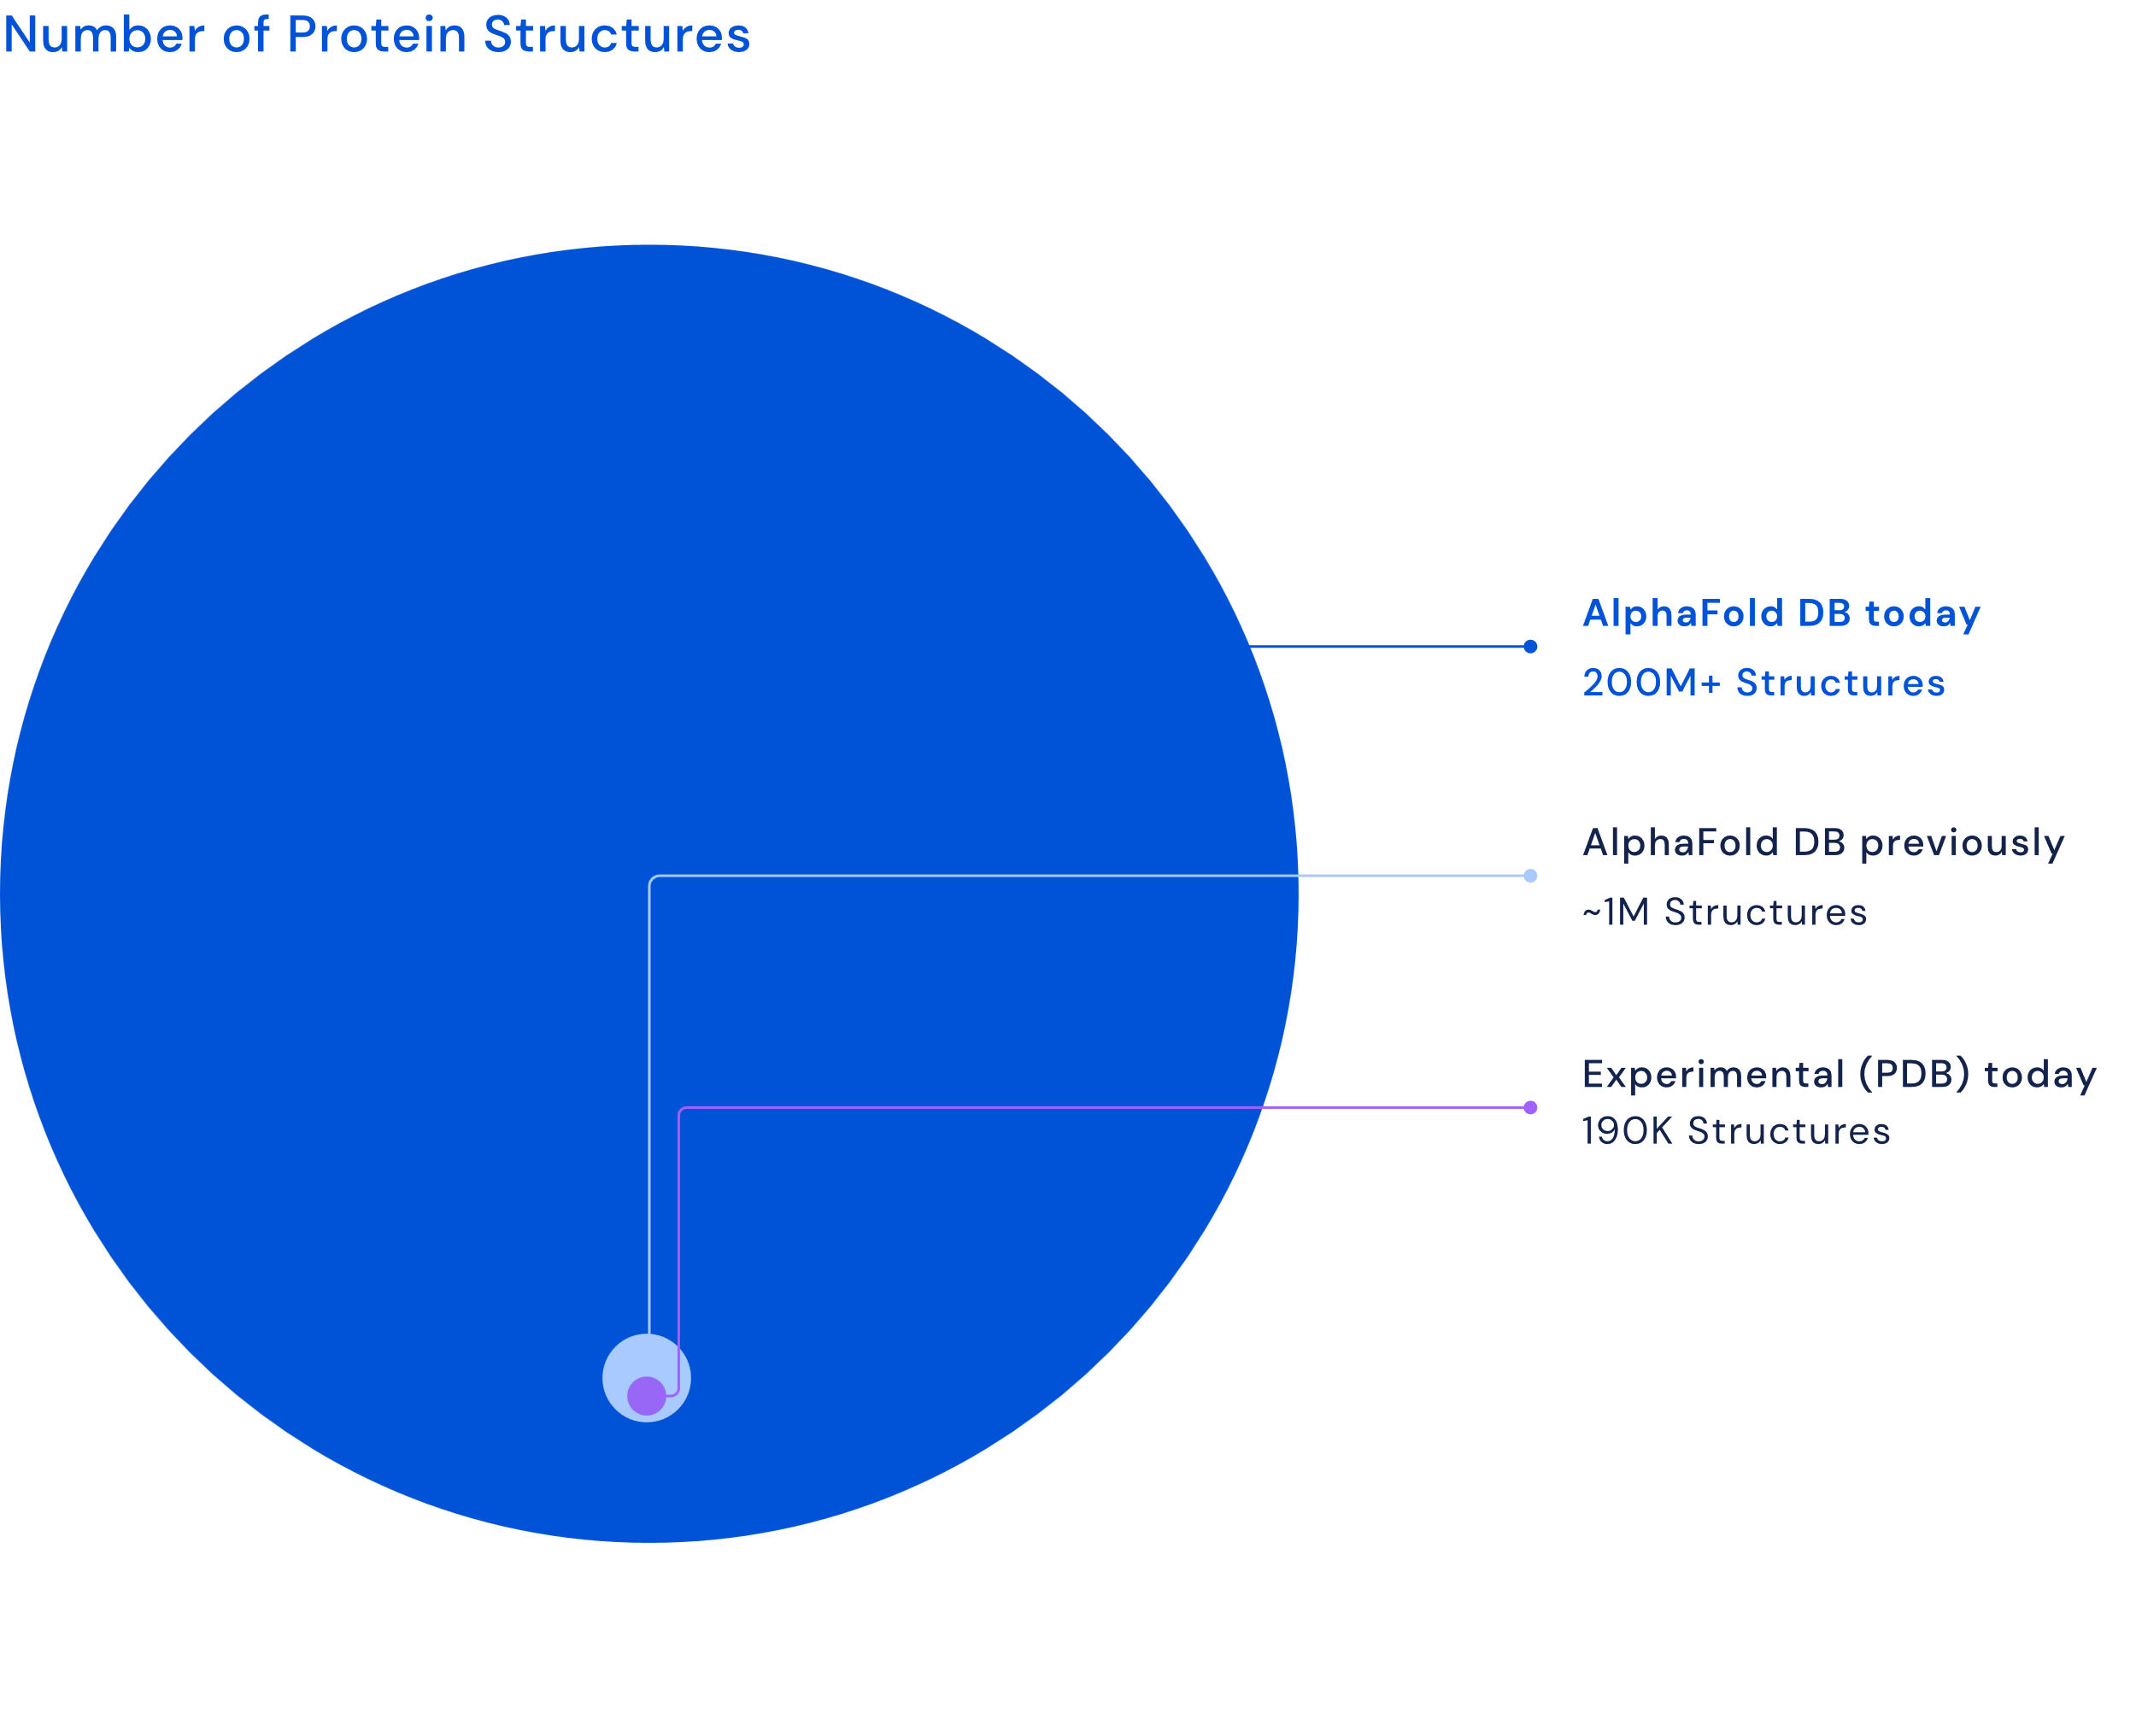 Number of Protein Structures
AlphaFold DB today
200M+ Structures
AlphaFold DB previously
~1M Structures
Experimental (PDB) today
190K Structures